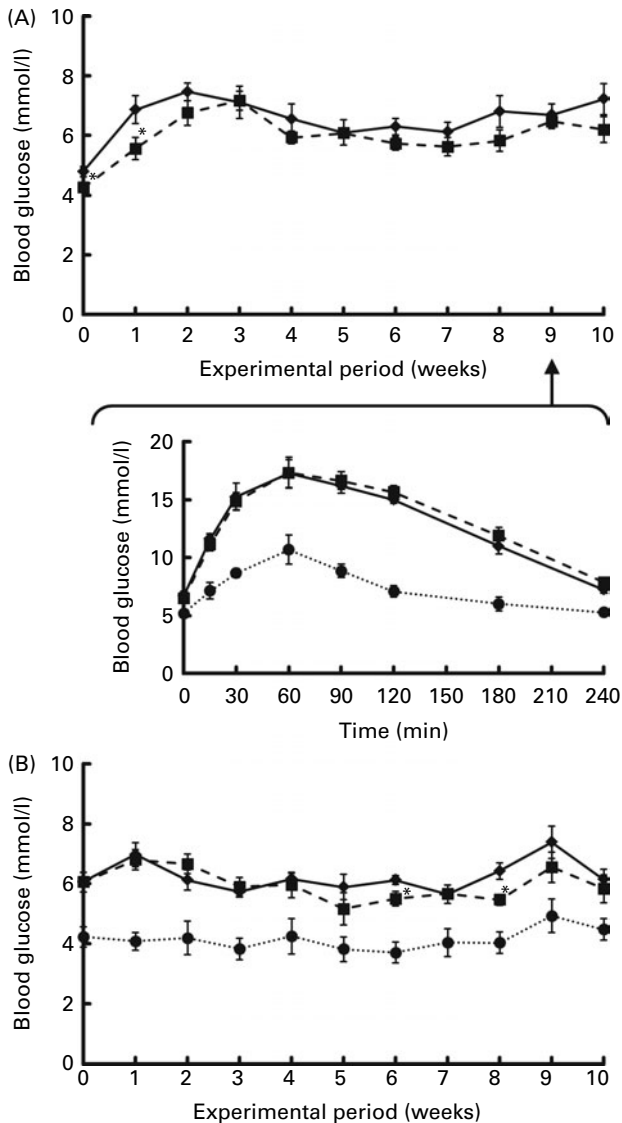 (A)
10
8
6
4
2
0
Blood glucose (mmol/l)
*
*
0 1 2 3 4 5 6 7 8 9 10
Experimental period (weeks)
20
15
10
5
0
Blood glucose (mmol/l)
0 30 60 90 120 150 180 210 240
Time (min)
(B)
10
8
6
4
2
0
Blood glucose (mmol/l)
*
*
0 1 2 3 4 5 6 7 8 9 10
Experimental period (weeks)